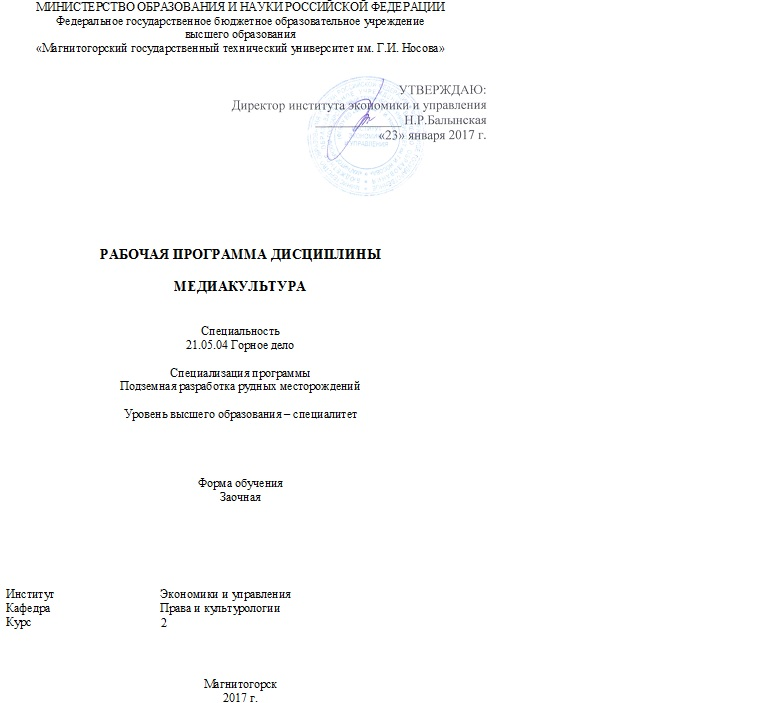 МИНИСТЕРСТВО ОБРАЗОВАНИЯ И НАУКИ РОССИЙСКОЙ ФЕДЕРАЦИИ
Федеральное государственное бюджетное образовательное учреждение
высшего образования
«Магнитогорский государственный технический университет им. Г.И. Носова»
УТВЕРЖДАЮ:
Директор института экономики и управления
Н.Р.Балынская
«23» января 2017 г.
РАБОЧАЯ ПРОГРАММА ДИСЦИПЛИНЫ
МЕДИАКУЛЬТУРА
Специальность
21.05.04 Горное дело
Специализация программы
Подземная разработка рудных месторождений
Уровень высшего образования – специалитет
Форма обучения
Заочная
Институт Экономики и управления
Кафедра Права и культурологии
Курс 2
Магнитогорск
2017 г.